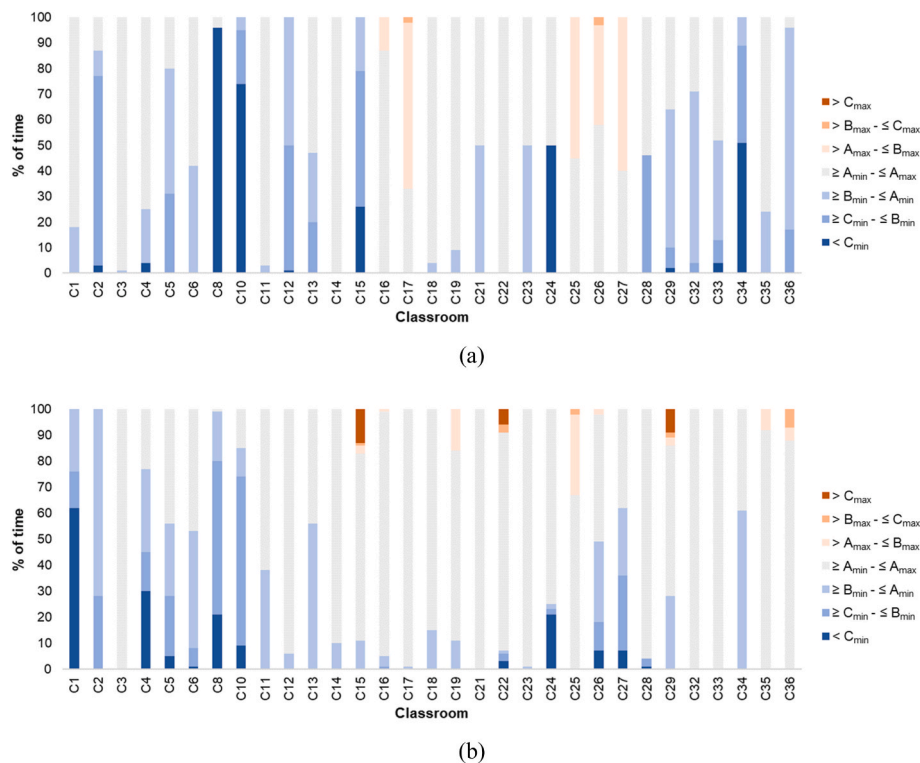 100
90
80
70
60
50
40
30
20
10
0
% of time
C1 C2 C3 C4 C5 C6 C8 C10 C11 C12 C13 C14 C15 C16 C17 C18 C19 C21 C22 C23 C24 C25 C26 C27 C28 C29 C32 C33 C34 C35 C36
Classroom
> Cmax
> Bmax - ≤ Cmax
> Amax - ≤ Bmax
≥ Amin - ≤ Amax
≥ Bmin - ≤ Amin
≥ Cmin - ≤ Bmin
< Cmin
(a)
100
90
80
70
60
50
40
30
20
10
0
% of time
C1 C2 C3 C4 C5 C6 C8 C10 C11 C12 C13 C14 C15 C16 C17 C18 C19 C21 C22 C23 C24 C25 C26 C27 C28 C29 C32 C33 C34 C35 C36
Classroom
> Cmax
> Bmax - ≤ Cmax
> Amax - ≤ Bmax
≥ Amin - ≤ Amax
≥ Bmin - ≤ Amin
≥ Cmin - ≤ Bmin
< Cmin
(b)